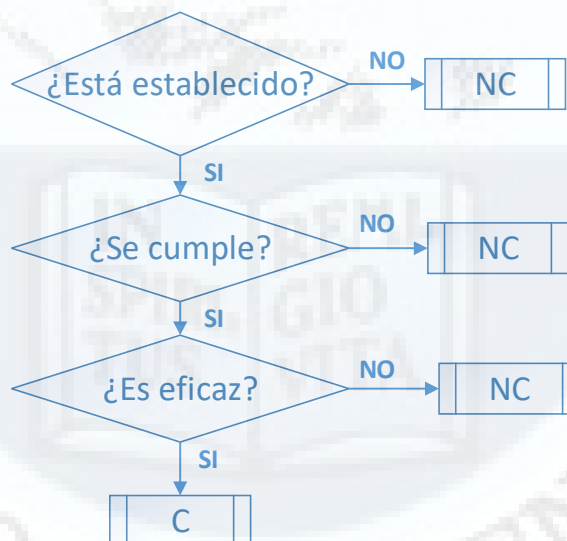 NO
¿Está establecido?
NC
SI
NO
¿Se cumple?
NC
SI
NO
¿Es eficaz?
NC
SI
C